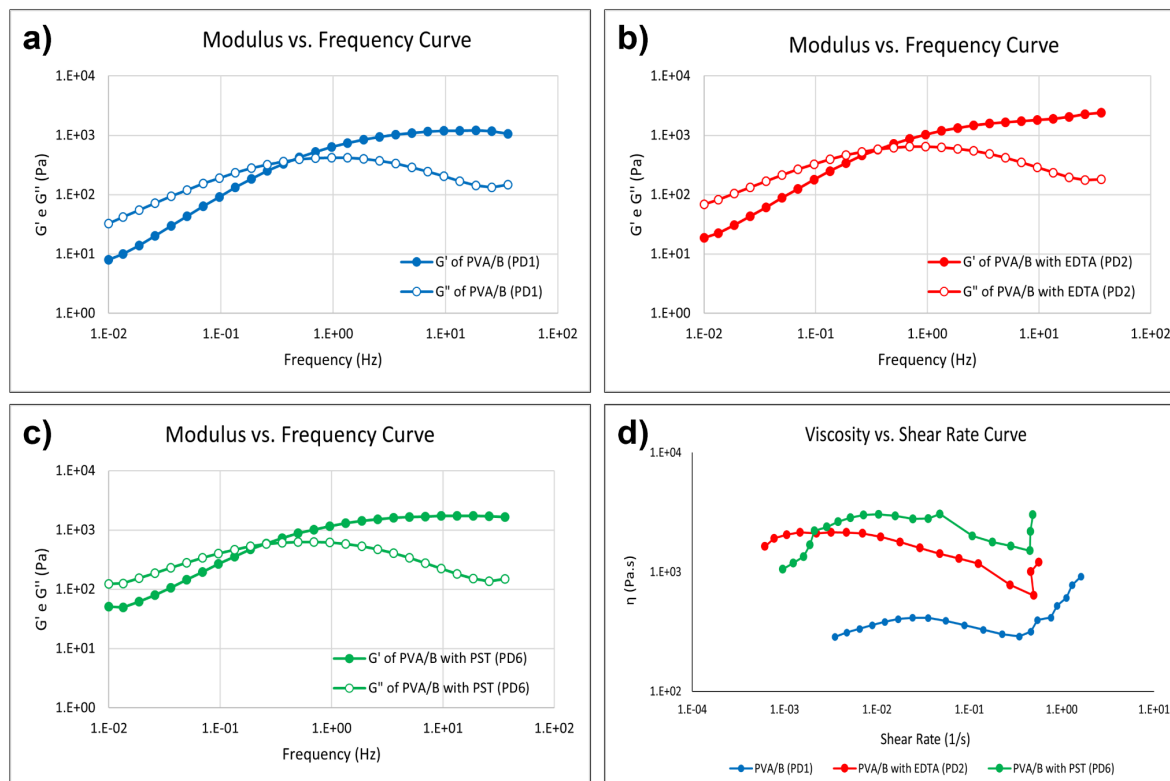 a)
Modulus vs. Frequency Curve
1.E+04
1.E+03
1.E+02
1.E+01
1.E+00
G' e G'' (Pa)
G' of PVA/B (PD1)
G'' of PVA/B (PD1)
1.E-02 1.E-01 1.E+00 1.E+01 1.E+02
Frequency (Hz)
b)
Modulus vs. Frequency Curve
1.E+04
1.E+03
1.E+02
1.E+01
1.E+00
G' e G'' (Pa)
G' of PVA/B with EDTA (PD2)
G'' of PVA/B with EDTA (PD2)
1.E-02 1.E-01 1.E+00 1.E+01 1.E+02
Frequency (Hz)
c)
Modulus vs. Frequency Curve
1.E+04
1.E+03
1.E+02
1.E+01
1.E+00
G' e G'' (Pa)
G' of PVA/B with PST (PD6)
G'' of PVA/B with PST (PD6)
1.E-02 1.E-01 1.E+00 1.E+01 1.E+02
Frequency (Hz)
d)
Viscosity vs. Shear Rate Curve
1.E+04
1.E+03
1.E+02
η (Pa.s)
1.E-04 1.E-03 1.E-02 1.E-01 1.E+00 1.E+01
Shear Rate (1/s)
PVA/B (PD1) PVA/B with EDTA (PD2) PVA/B with PST (PD6)